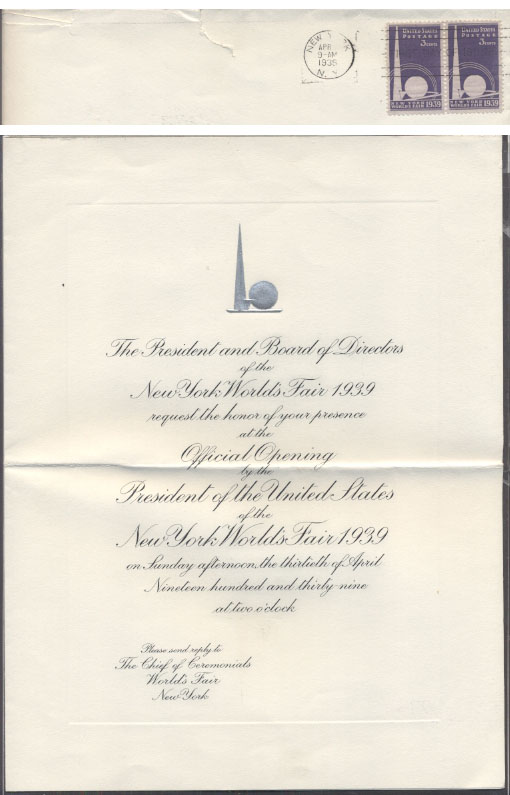 NEW YORK
APR
9-AM
N.Y.
UNITED STATES
POSTAGE
3 CENTS
NEW YORK
WORLD'S FAIR 1939
UNITED STATES
POSTAGE
3 CENTS
NEW YORK
WORLD'S FAIR 1939
The President and Board of Directors
of the
New York World's Fair 1939
request the honor of your presence
at the
Official Opening
by the
President of the United States
of the
New York World's Fair 1939
on Sunday afternoon, the thirtieth of April
Nineteen hundred and thirty-nine
at two o'clock
Please send reply to
The Chief of Ceremonials
World's Fair
New York